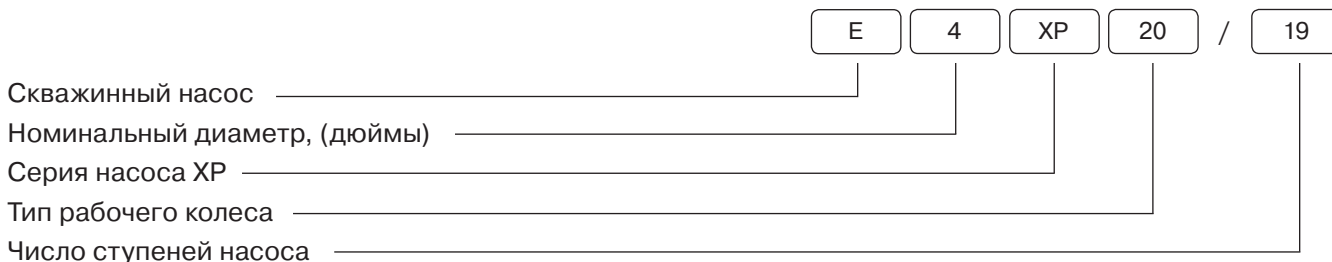 E 4 XP 20 / 19
Скважинный насос
Номинальный диаметр, (дюймы)
Серия насоса XP
Тип рабочего колеса
Число ступеней насоса